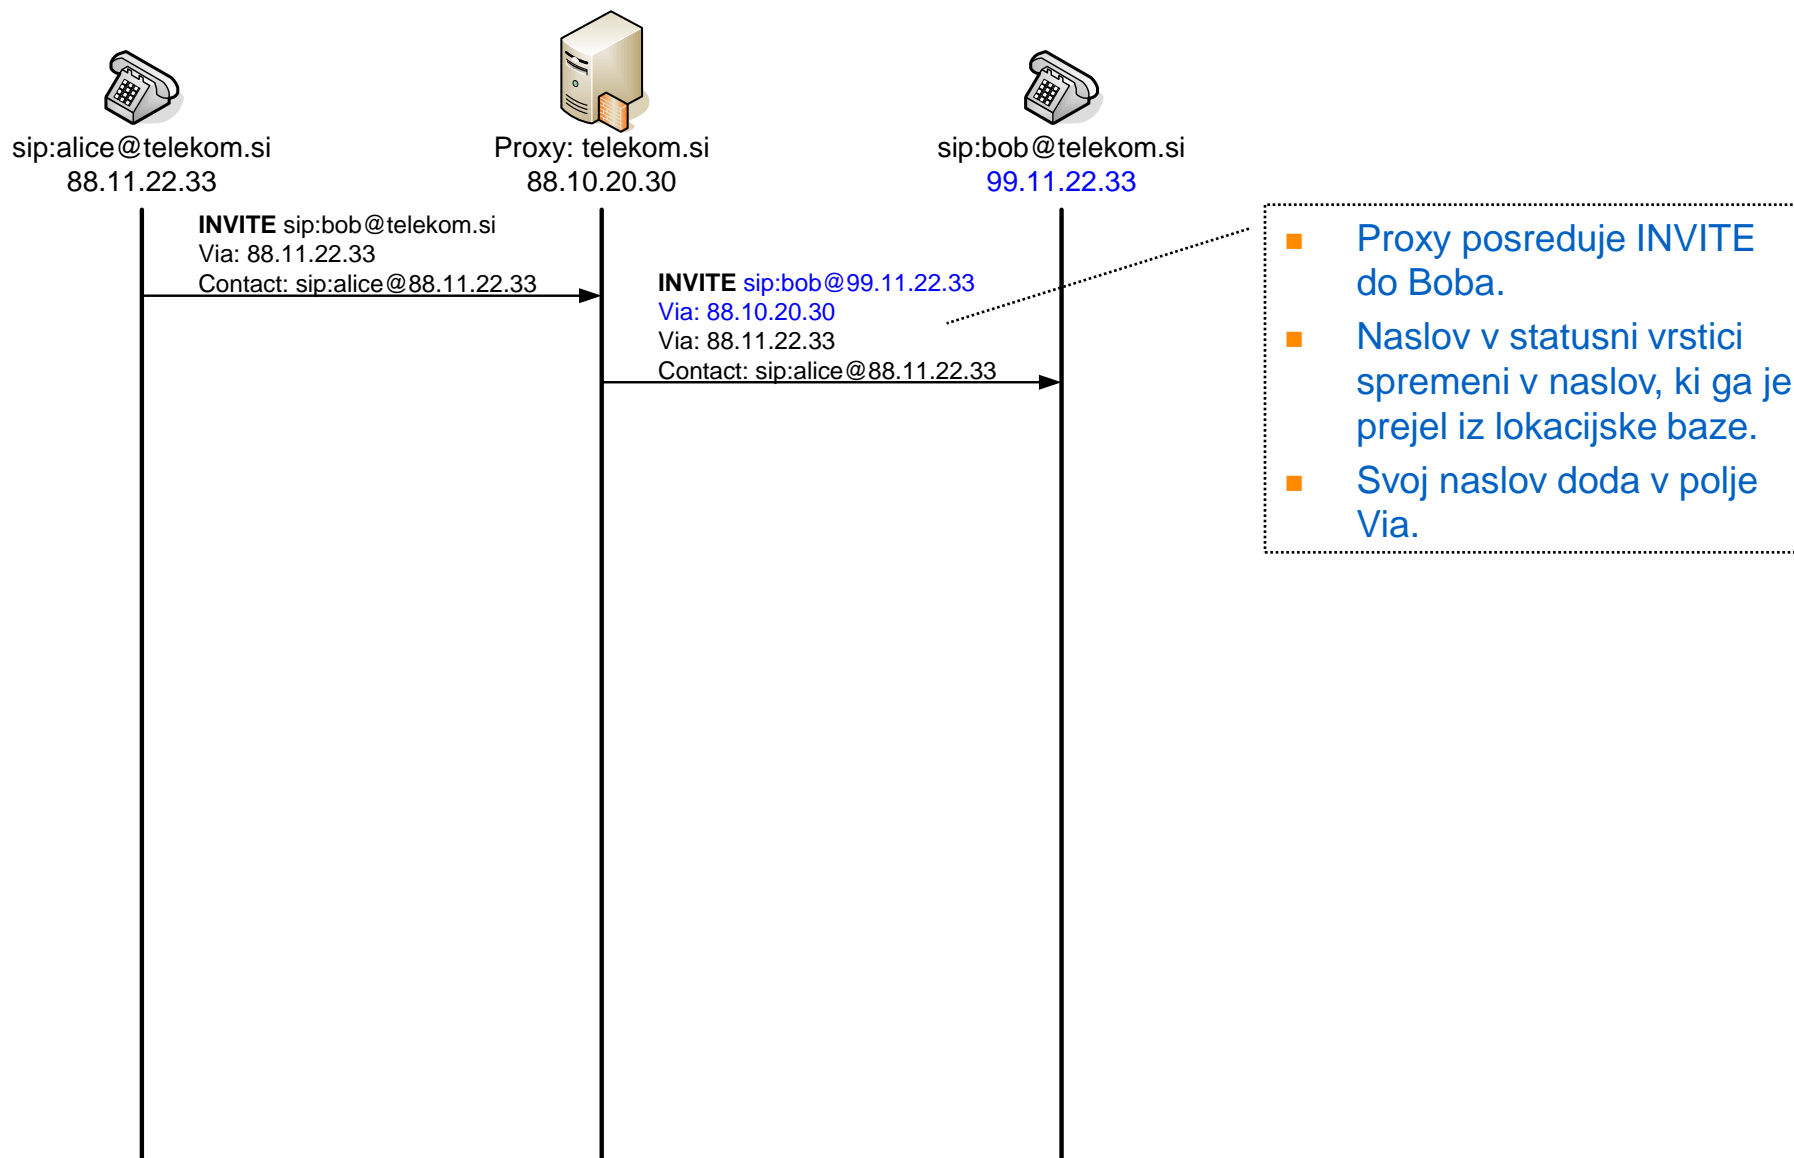 sip:alice@telekom.si
88.11.22.33
Proxy: telekom.si
88.10.20.30
sip:bob@telekom.si
99.11.22.33
INVITE sip:bob@telekom.si
Via: 88.11.22.33
Contact: sip:alice@88.11.22.33
INVITE sip:bob@99.11.22.33
Via: 88.10.20.30
Via: 88.11.22.33
Contact: sip:alice@88.11.22.33
Proxy posreduje INVITE
do Boba.
Naslov v statusni vrstici
spremeni v naslov, ki ga je
prejel iz lokacijske baze.
Svoj naslov doda v polje
Via.